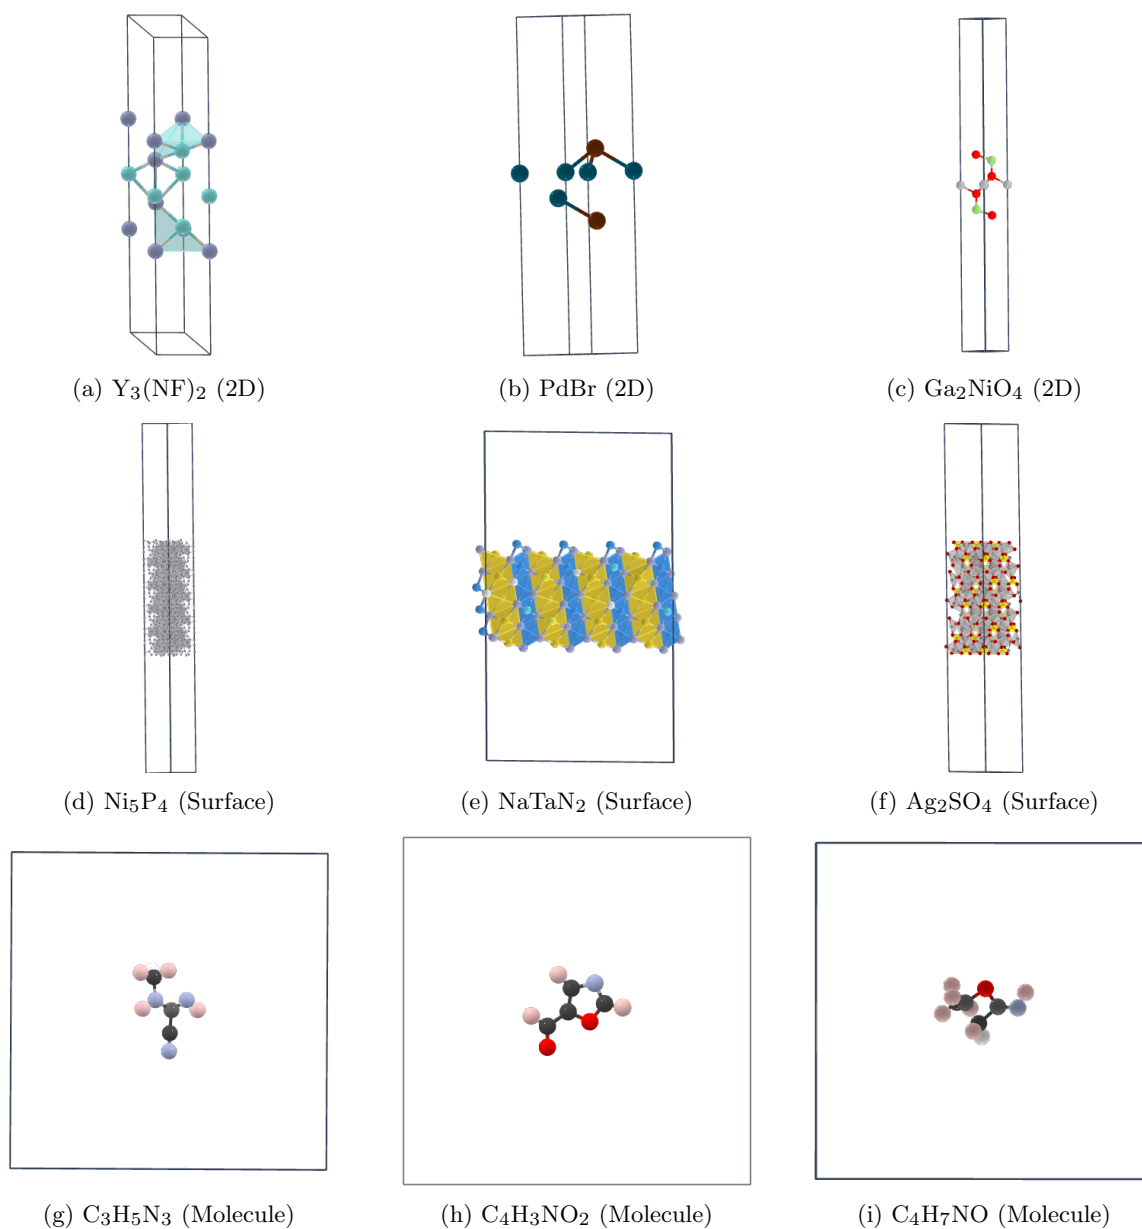 (a) Y₃(NF)₂ (2D)
(b) PdBr (2D)
(c) Ga₂NiO₄ (2D)
(d) Ni₅P₄ (Surface)
(e) NaTaN₂ (Surface)
(f) Ag₂SO₄ (Surface)
(g) C₃H₅N₃ (Molecule)
(h) C₄H₃NO₂ (Molecule)
(i) C₄H₇NO (Molecule)